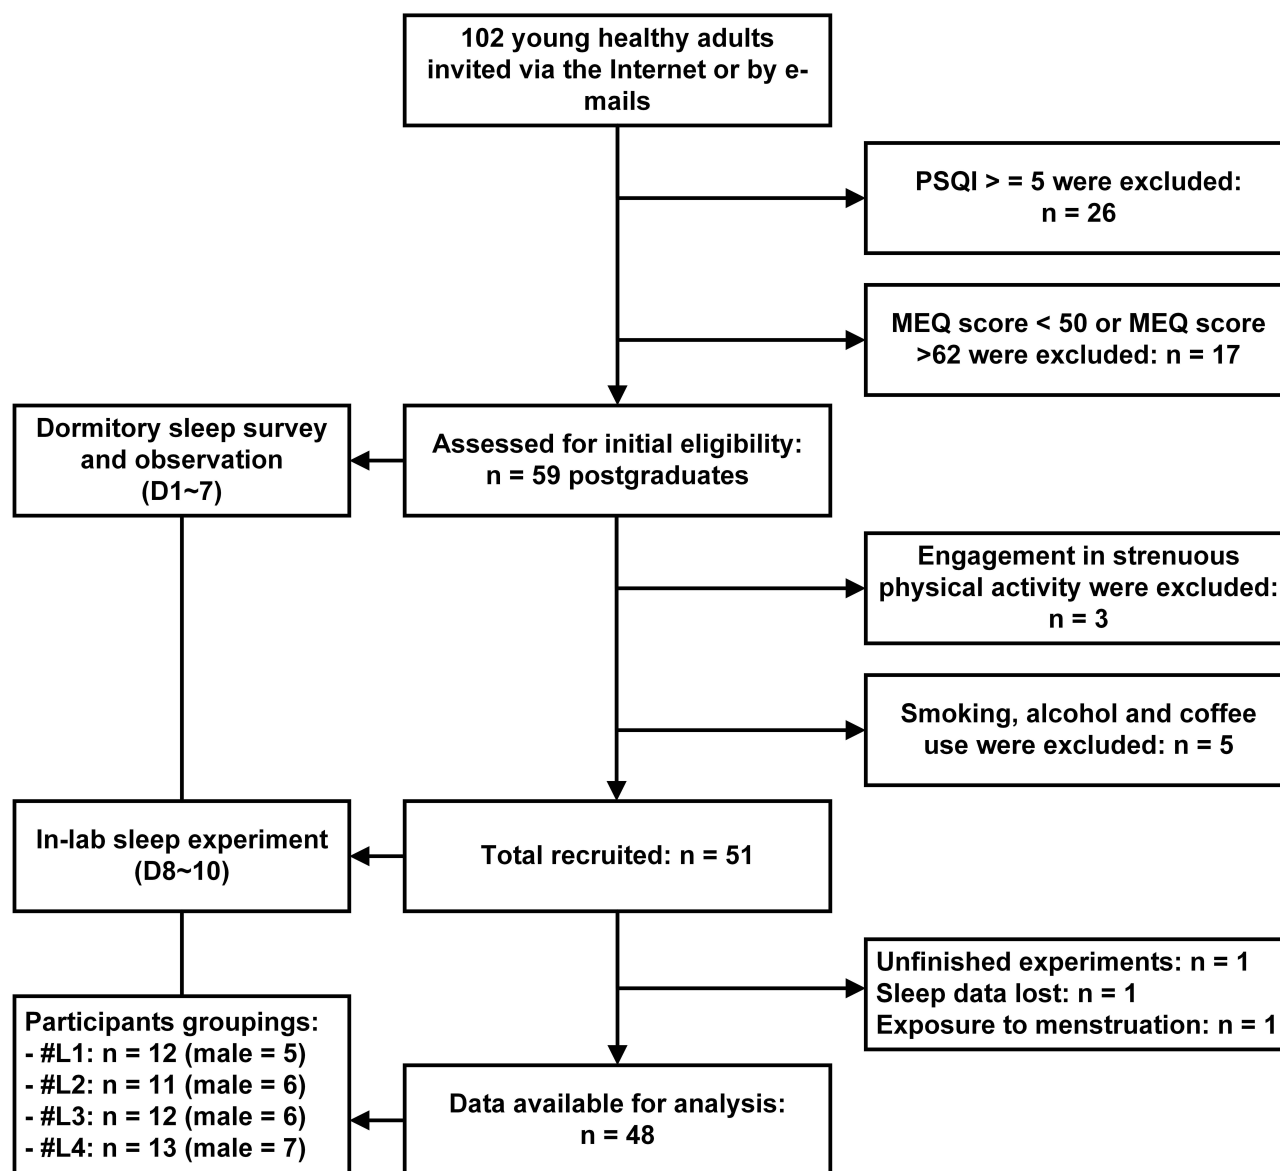 102 young healthy adults
invited via the Internet or by e-
mails
PSQI > = 5 were excluded:
n = 26
MEQ score < 50 or MEQ score
>62 were excluded: n = 17
Dormitory sleep survey
and observation
(D1~7)
Assessed for initial eligibility:
n = 59 postgraduates
Engagement in strenuous
physical activity were excluded:
n = 3
Smoking, alcohol and coffee
use were excluded: n = 5
In-lab sleep experiment
(D8~10)
Total recruited: n = 51
Unfinished experiments: n = 1
Sleep data lost: n = 1
Exposure to menstruation: n = 1
Participants groupings:
- #L1: n = 12 (male = 5)
- #L2: n = 11 (male = 6)
- #L3: n = 12 (male = 6)
- #L4: n = 13 (male = 7)
Data available for analysis:
n = 48